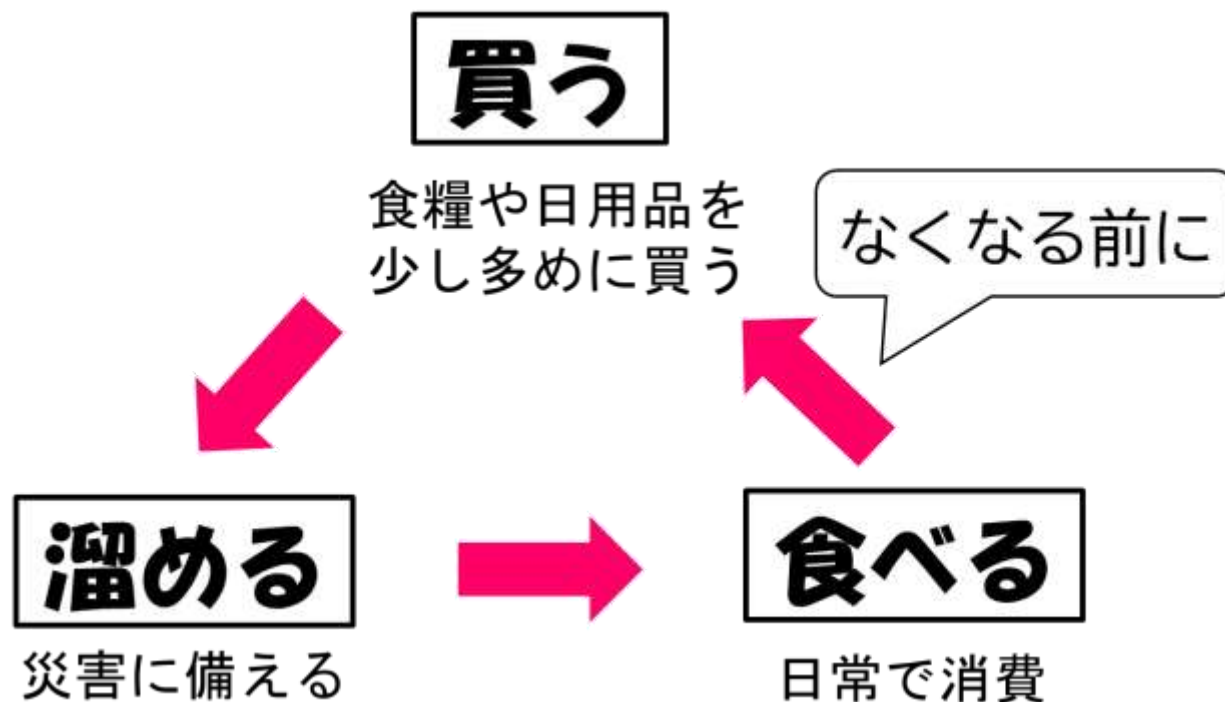 買う
食糧や日用品を
少し多めに買う
なくなる前に
溜める
災害に備える
食べる
日常で消費